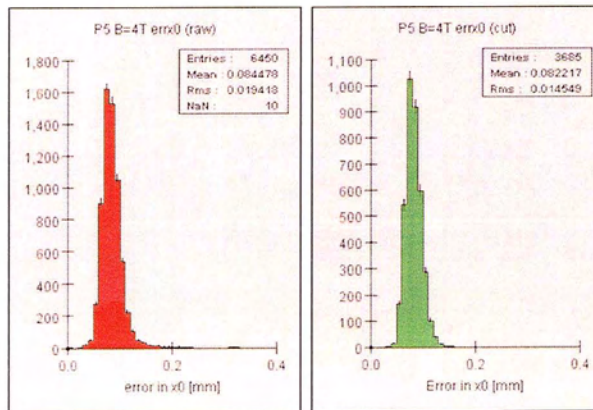 P5 B=4T errx0 (raw)
Entries : 6450
Mean : 0.084478
Rms : 0.019418
NaN : 10
1,800
1,600
1,400
1,200
1,000
800
600
400
200
0
0.0 0.2 0.4
error in x0 [mm]
P5 B=4T errx0 (cut)
Entries : 3685
Mean : 0.082217
Rms : 0.014549
1,100
1,000
900
800
700
600
500
400
300
200
100
0
0.0 0.2 0.4
Error in x0 [mm]